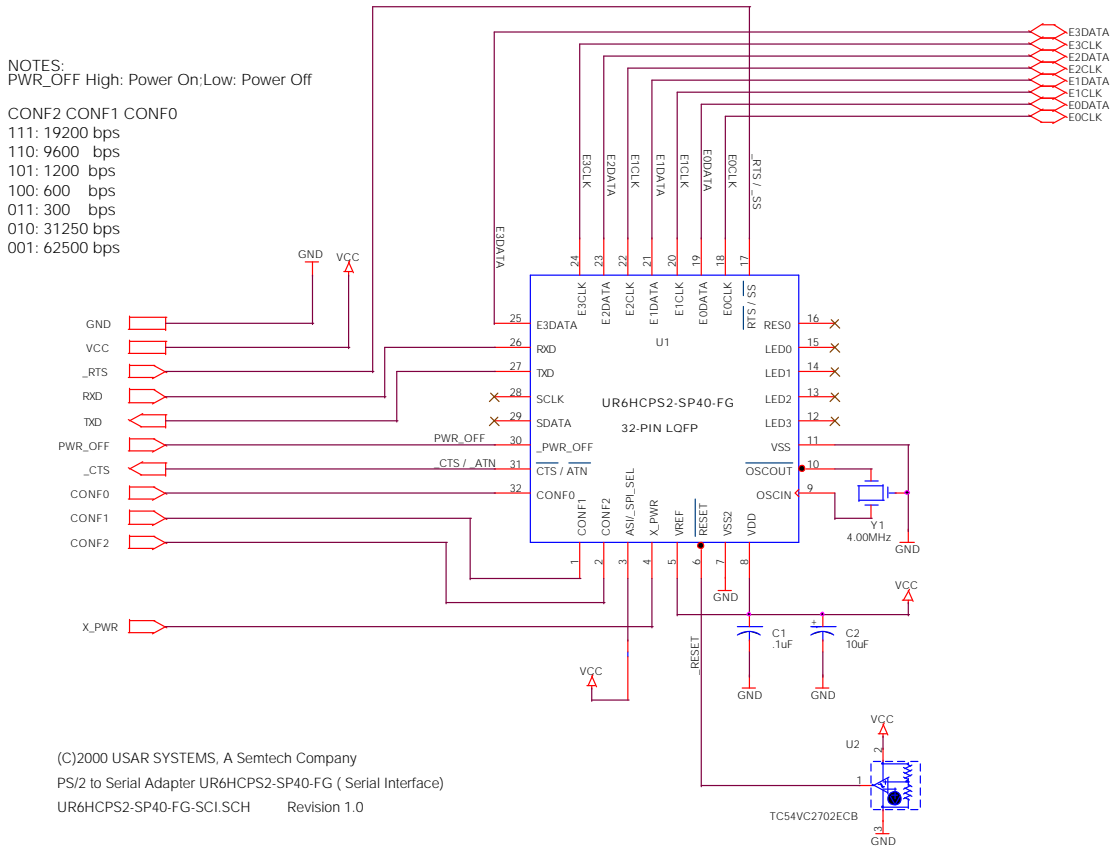 NOTES:
PWR_OFF High: Power On;Low: Power Off
CONF2 CONF1 CONF0
111: 19200 bps
110: 9600 bps
101: 1200 bps
100: 600 bps
011: 300 bps
010: 31250 bps
001: 62500 bps
E3DATA
E3CLK
E2DATA
E2CLK
E1DATA
E1CLK
E0DATA
E0CLK
E3DATA
E3CLK
E2DATA
E1CLK
E1DATA
E1CLK
E0DATA
E0CLK
_RTS / _SS
24
23
22
21
20
19
18
17
E3CLK
E2DATA
E2CLK
E1DATA
E1CLK
E0DATA
E0CLK
RTS / SS
GND
VCC
GND
VCC
_RTS
RXD
TXD
PWR_OFF
_CTS
CONF0
CONF1
CONF2
X_PWR
PWR_OFF
_CTS / _ATN
25
26
27
28
29
30
31
32
E3DATA
RXD
TXD
SCLK
SDATA
_PWR_OFF
CTS / ATN
CONF0
U1
UR6HCPS2-SP40-FG
32-PIN LQFP
RES0
LED0
LED1
LED2
LED3
VSS
OSCOUT
OSCIN
16
15
14
13
12
11
10
9
CONF1
CONF2
ASI/_SPI_SEL
X_PWR
VREF
RESET
VSS2
VDD
1
2
3
4
5
6
7
8
Y1
4.00MHz
GND
GND
VCC
C1
.1uF
C2
10uF
GND
GND
_RESET
VCC
VCC
U2
2
1
3
TC54VC2702ECB
GND
(C)2000 USAR SYSTEMS, A Semtech Company
PS/2 to Serial Adapter UR6HCPS2-SP40-FG ( Serial Interface)
UR6HCPS2-SP40-FG-SCI.SCH Revision 1.0